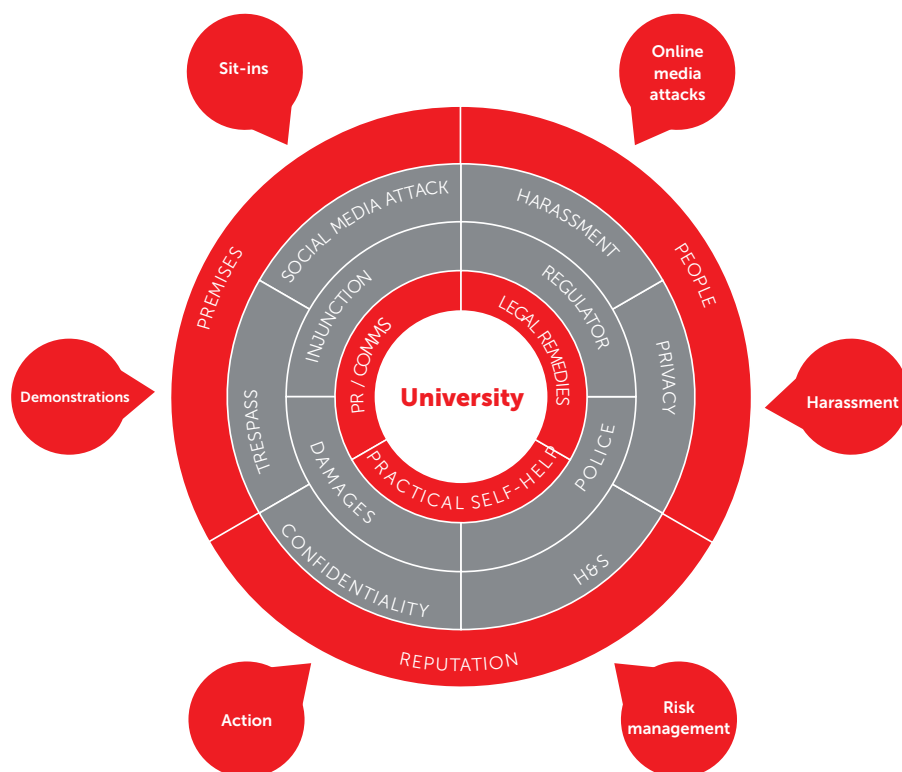 Sit-ins
Online
media
attacks
SOCIAL MEDIA ATTACK
HARASSMENT
PREMISES
PEOPLE
INJUNCTION
REGULATOR
PR / COMMS
LEGAL REMEDIES
TRESPASS
PRIVACY
Demonstrations
University
Harassment
DAMAGES
PRACTICAL SELF-HELP
POLICE
CONFIDENTIALITY
H&S
REPUTATION
Action
Risk
management